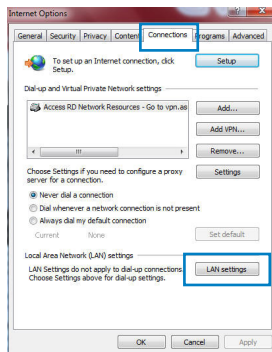 Internet Options
General Security Privacy Content Connections Programs Advanced
To set up an Internet connection, click
Setup.
Setup
Dial-up and Virtual Private Network settings
Access RD Network Resources - Go to vpn.as
Add...
Add VPN...
Remove...
Choose Settings if you need to configure a proxy
server for a connection.
Settings
Never dial a connection
Dial whenever a network connection is not present
Always dial my default connection
Current None
Set default
Local Area Network (LAN) settings
LAN Settings do not apply to dial-up connections.
Choose Settings above for dial-up settings.
LAN settings
OK Cancel Apply